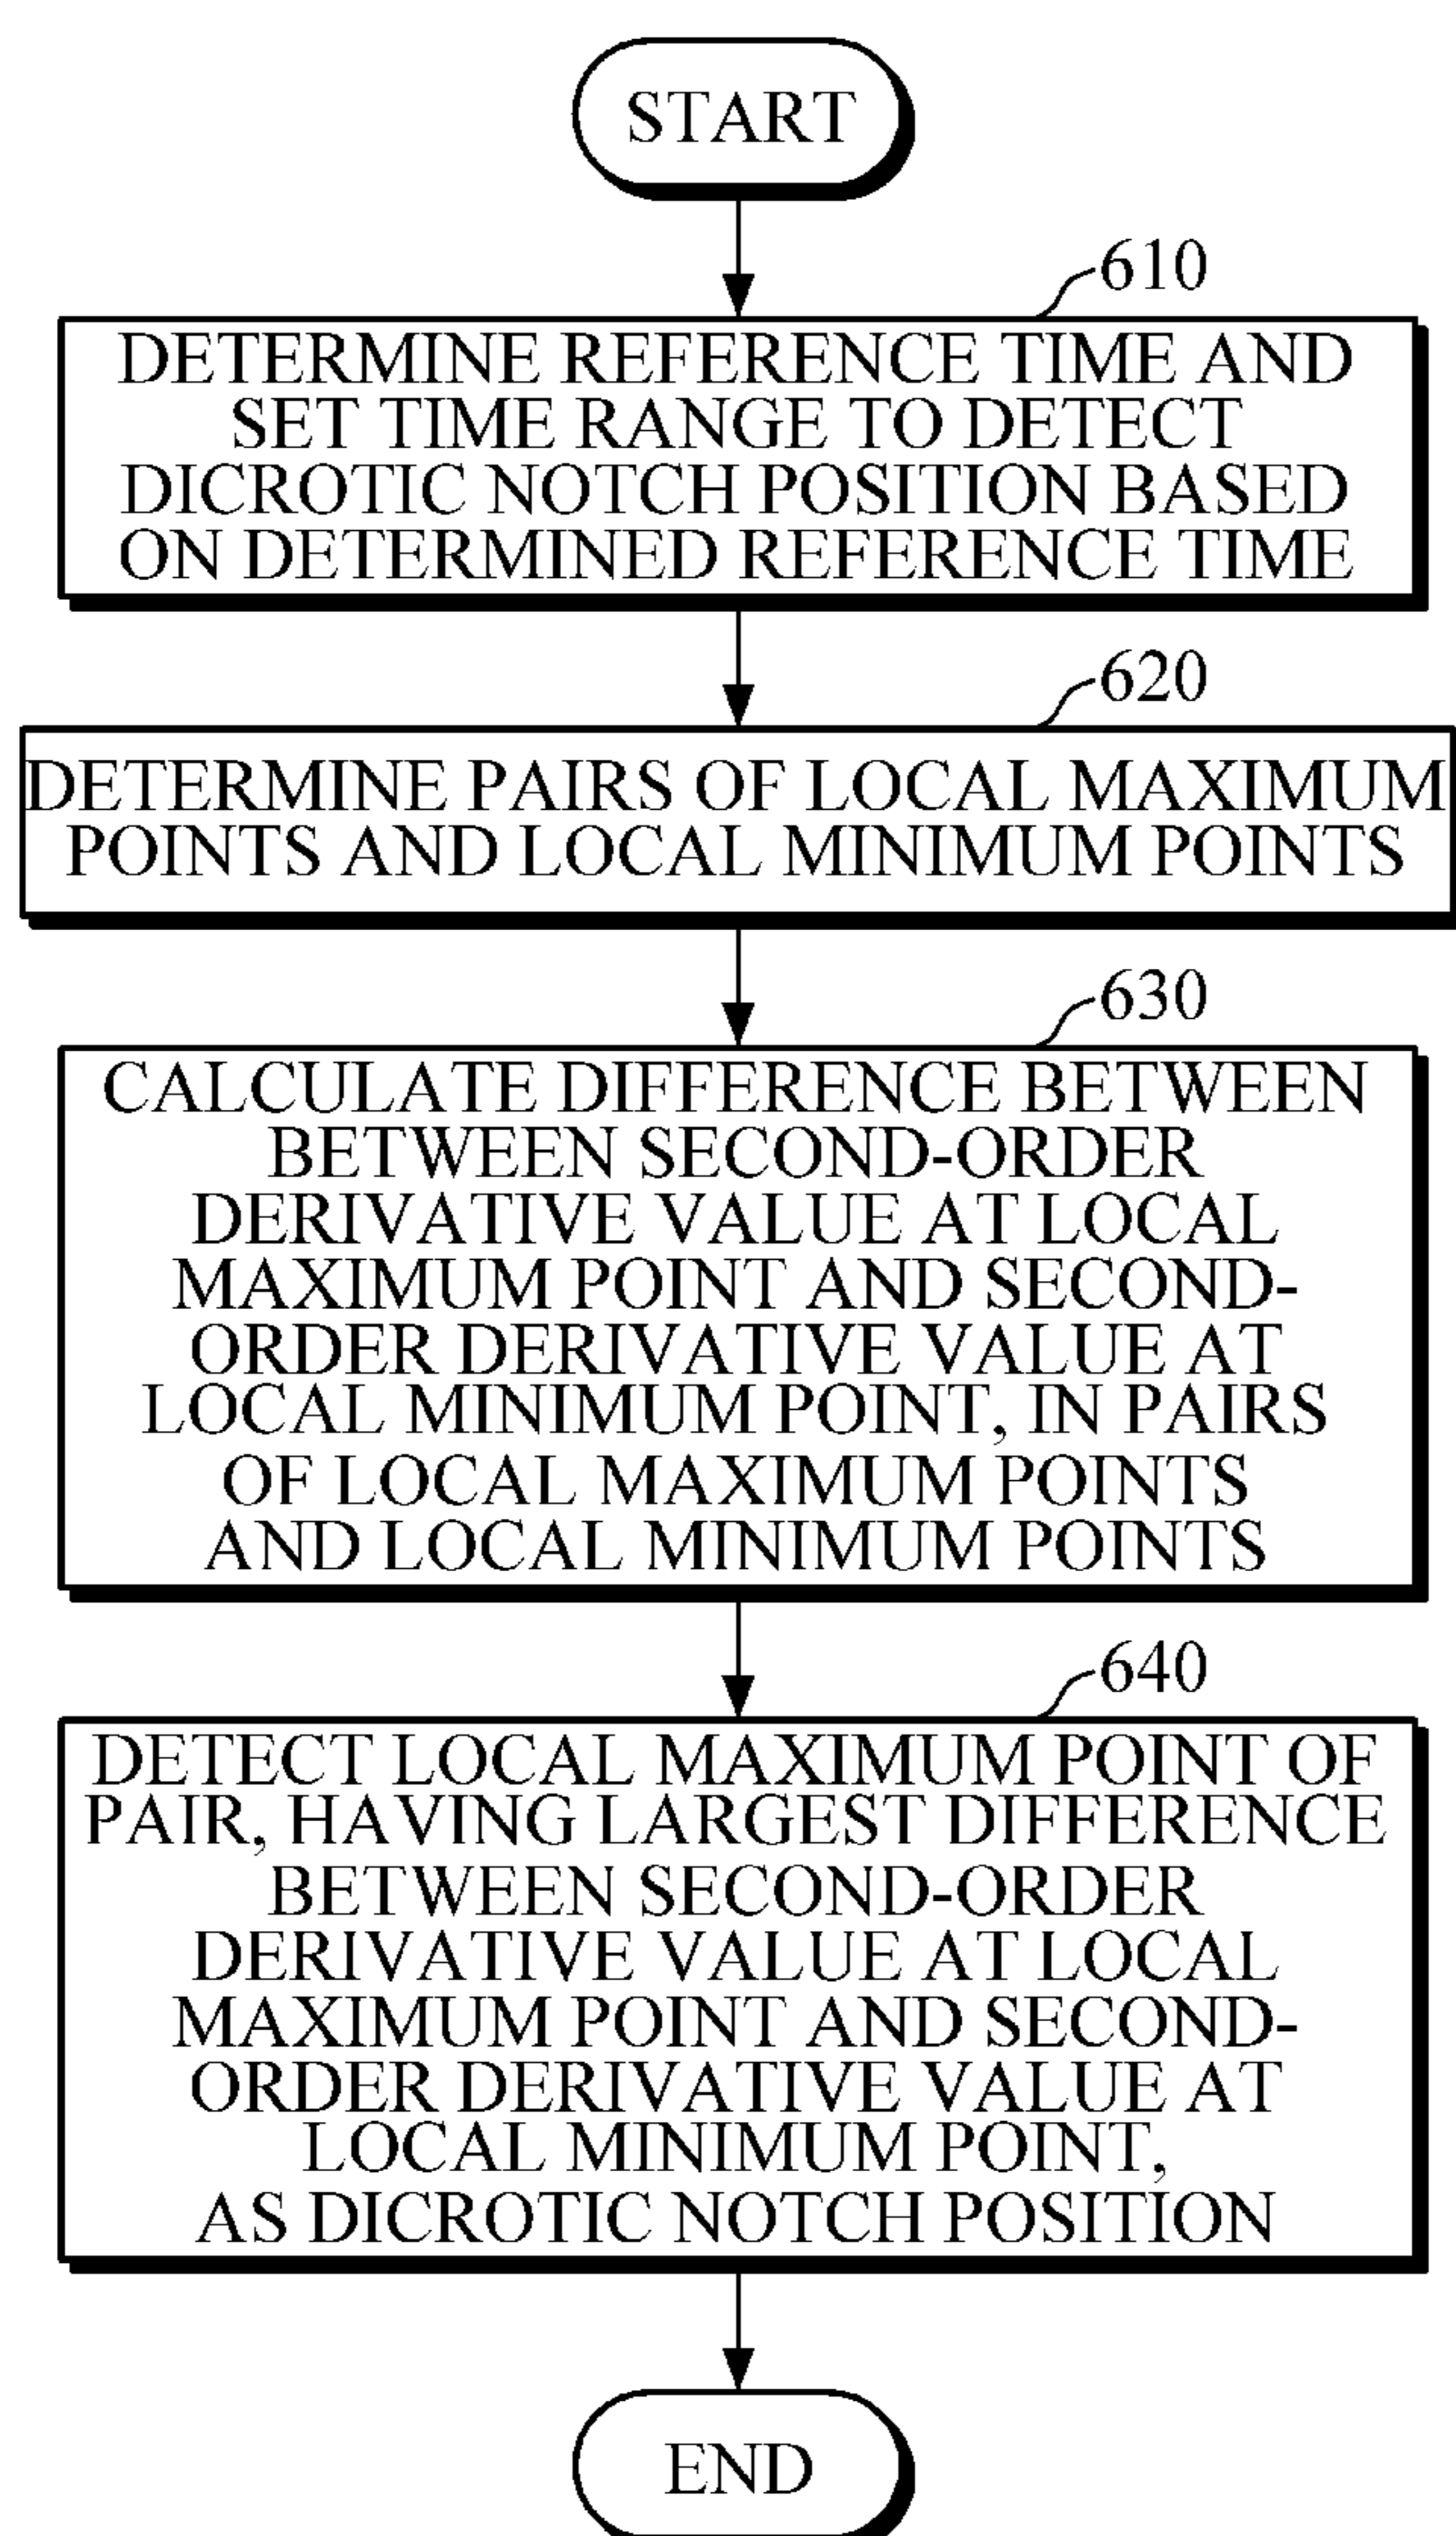 START
610
DETERMINE REFERENCE TIME AND
SET TIME RANGE TO DETECT
DICROTIC NOTCH POSITION BASED
ON DETERMINED REFERENCE TIME
620
DETERMINE PAIRS OF LOCAL MAXIMUM
POINTS AND LOCAL MINIMUM POINTS
630
CALCULATE DIFFERENCE BETWEEN
BETWEEN SECOND-ORDER
DERIVATIVE VALUE AT LOCAL
MAXIMUM POINT AND SECOND-
ORDER DERIVATIVE VALUE AT
LOCAL MINIMUM POINT, IN PAIRS
OF LOCAL MAXIMUM POINTS
AND LOCAL MINIMUM POINTS
640
DETECT LOCAL MAXIMUM POINT OF
PAIR, HAVING LARGEST DIFFERENCE
BETWEEN SECOND-ORDER
DERIVATIVE VALUE AT LOCAL
MAXIMUM POINT AND SECOND-
ORDER DERIVATIVE VALUE AT
LOCAL MINIMUM POINT,
AS DICROTIC NOTCH POSITION
END